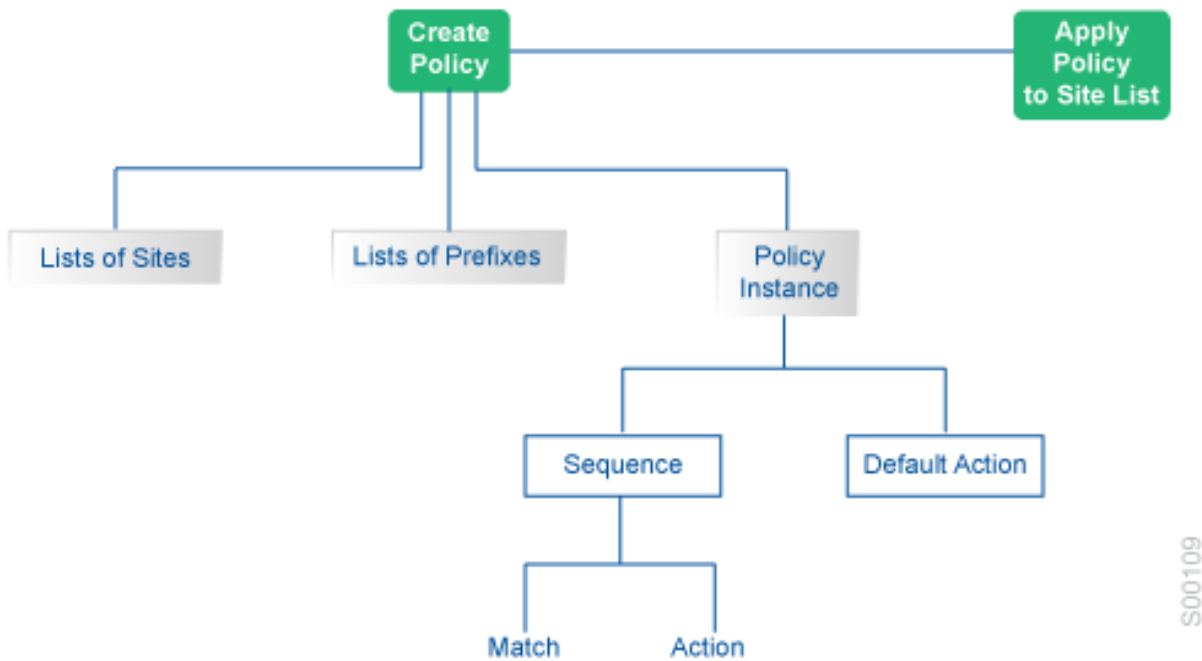 Create
Policy
Apply
Policy
to Site List
Lists of Sites
Lists of Prefixes
Policy
Instance
Sequence
Default Action
Match
Action
S00109